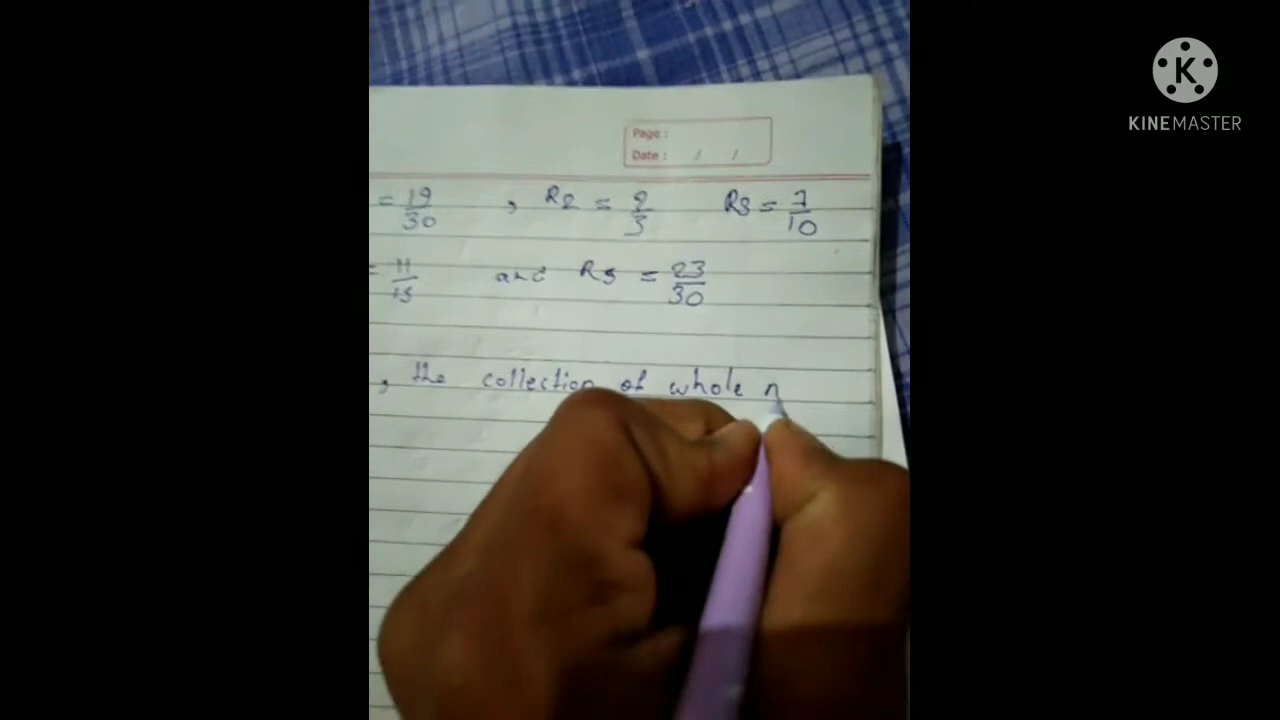 K
KINEMASTER
Page :
Date : / /
= 19/30 , R2 = 2/3 R3 = 7/10
= 11/15 and R5 = 23/30
, the collection of whole n